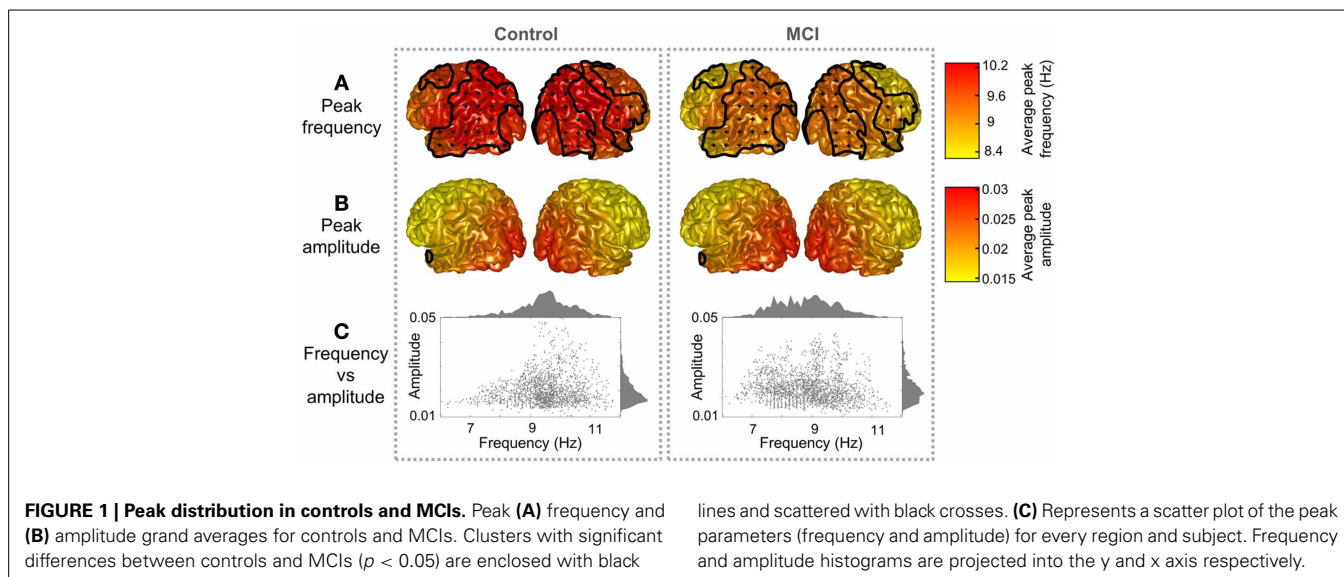 Control
MCI
A
Peak
frequency
10.2
9.6
9
8.4
Average peak
frequency (Hz)
B
Peak
amplitude
0.03
0.025
0.02
0.015
Average peak
amplitude
C
Frequency
vs
amplitude
0.05
Amplitude
0.01
7 9 11
Frequency (Hz)
0.05
Amplitude
0.01
7 9 11
Frequency (Hz)
FIGURE 1 | Peak distribution in controls and MCIs. Peak (A) frequency and
(B) amplitude grand averages for controls and MCIs. Clusters with significant
differences between controls and MCIs (p < 0.05) are enclosed with black
lines and scattered with black crosses. (C) Represents a scatter plot of the peak
parameters (frequency and amplitude) for every region and subject. Frequency
and amplitude histograms are projected into the y and x axis respectively.